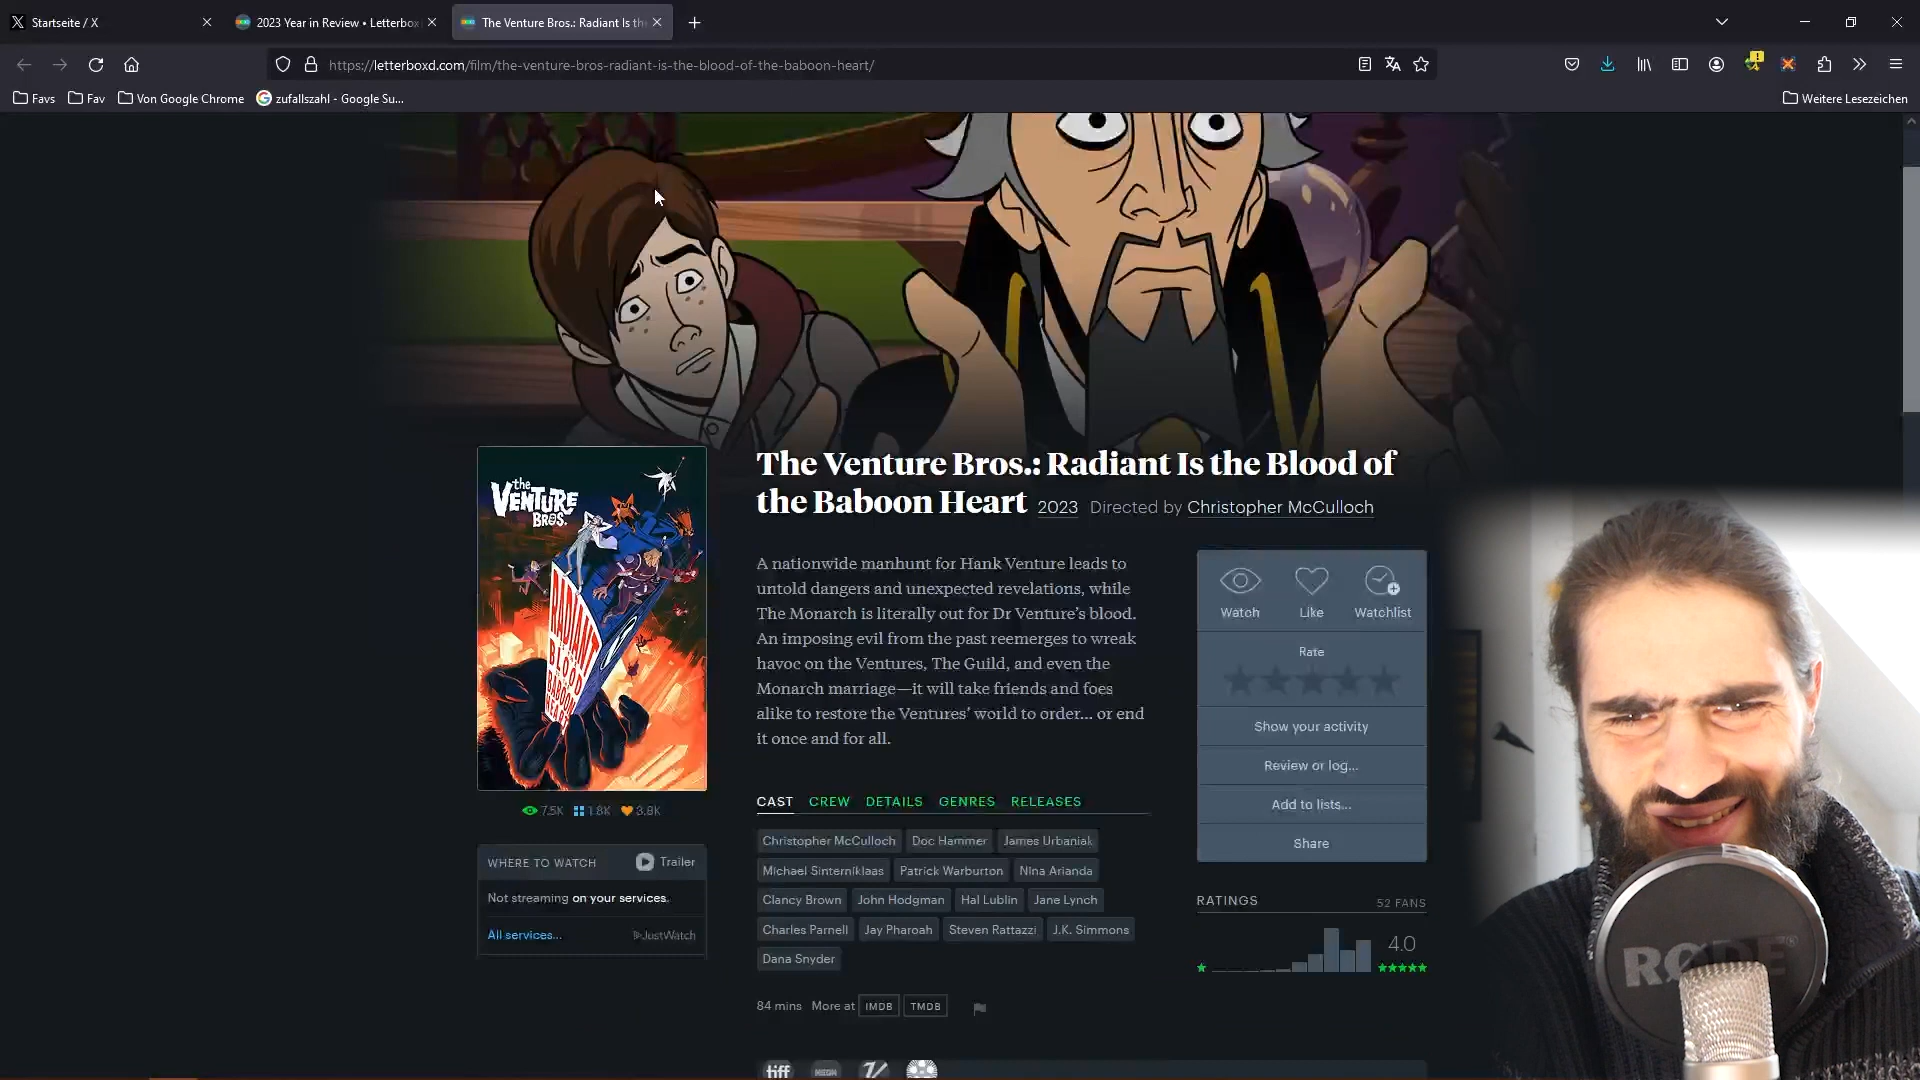 Startseite / X
2023 Year in Review • Letterbox
The Venture Bros.: Radiant Is th
https://letterboxd.com/film/the-venture-bros-radiant-is-the-blood-of-the-baboon-heart/
Favs
Fav
Von Google Chrome
zufallszahl - Google Su...
Weitere Lesezeichen
the
VENTURE
BROS.
RADIANT
BLOOD
BABOON
HEART
The Venture Bros.: Radiant Is the Blood of
the Baboon Heart 2023 Directed by Christopher McCulloch
A nationwide manhunt for Hank Venture leads to
untold dangers and unexpected revelations, while
The Monarch is literally out for Dr Venture's blood.
An imposing evil from the past reemerges to wreak
havoc on the Ventures, The Guild, and even the
Monarch marriage—it will take friends and foes
alike to restore the Ventures' world to order… or end
it once and for all.
Watch
Like
Watchlist
Rate
Show your activity
Review or log...
Add to lists...
Share
CAST CREW DETAILS GENRES RELEASES
7.5K 1.8K 3.8K
Christopher McCulloch Doc Hammer James Urbaniak
Michael Sinterniklaas Patrick Warburton Nina Arianda
Clancy Brown John Hodgman Hal Lublin Jane Lynch
Charles Parnell Jay Pharoah Steven Rattazzi J.K. Simmons
Dana Snyder
WHERE TO WATCH Trailer
Not streaming on your services.
All services... JustWatch
RATINGS 52 FANS
4.0
84 mins More at IMDB TMDB
tiff
RØDE